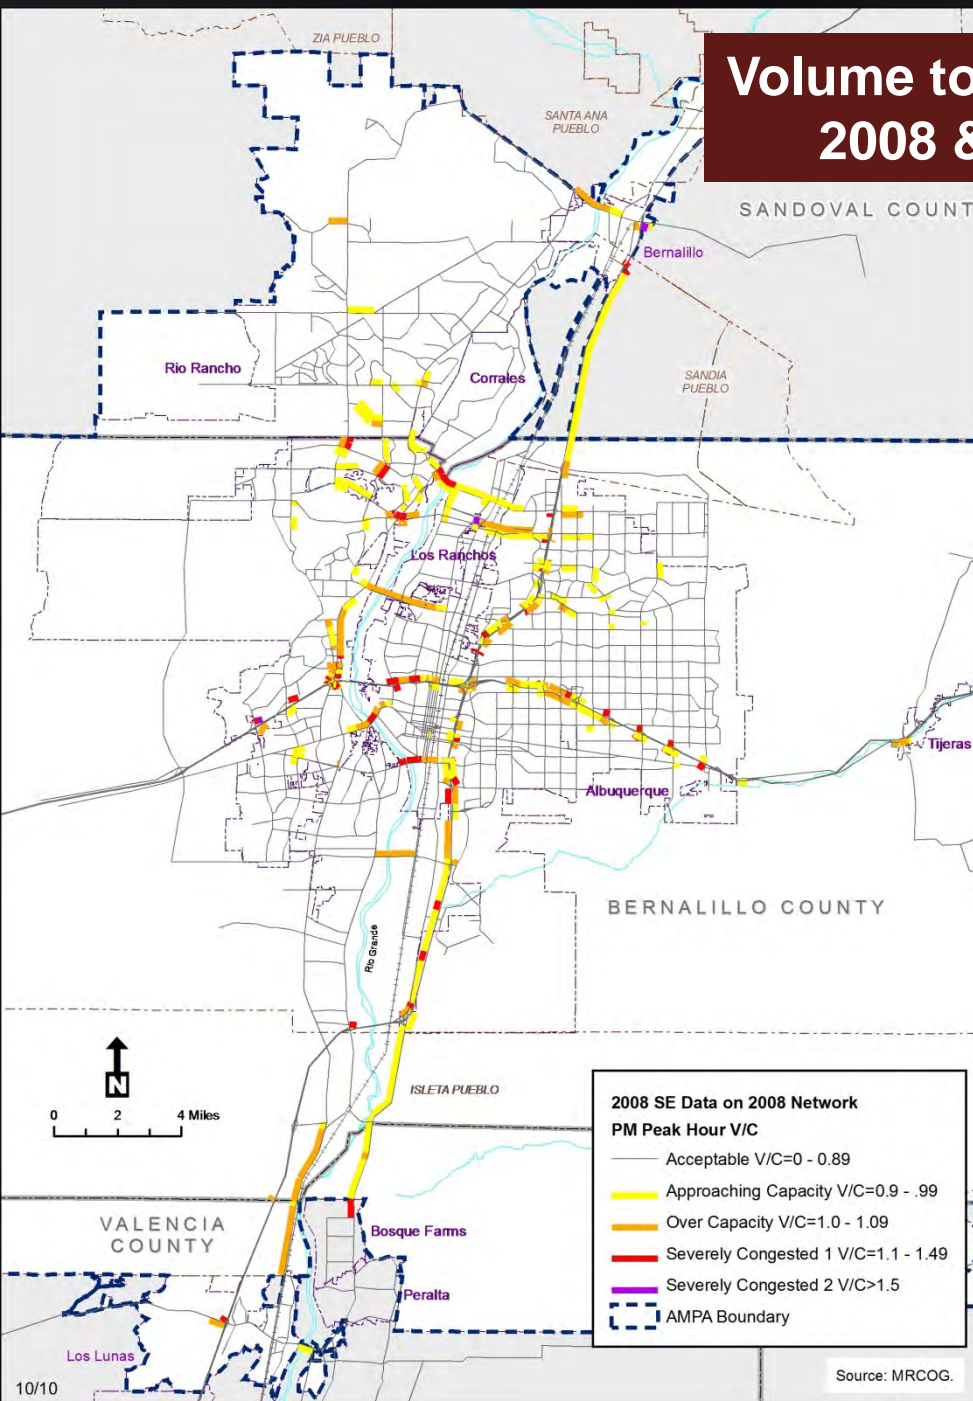 Volume to
2008 &
ZIA PUEBLO
SANTA ANA
PUEBLO
SANDOVAL COUNT
Bernalillo
Rio Rancho
Corrales
SANDIA
PUEBLO
Los Ranchos
Tijeras
Albuquerque
BERNALILLO COUNTY
Rio Grande
N
0 2 4 Miles
ISLETA PUEBLO
VALENCIA
COUNTY
Bosque Farms
Peralta
Los Lunas
2008 SE Data on 2008 Network
PM Peak Hour V/C
Acceptable V/C=0 - 0.89
Approaching Capacity V/C=0.9 - .99
Over Capacity V/C=1.0 - 1.09
Severely Congested 1 V/C=1.1 - 1.49
Severely Congested 2 V/C>1.5
AMPA Boundary
10/10
Source: MRCOG.